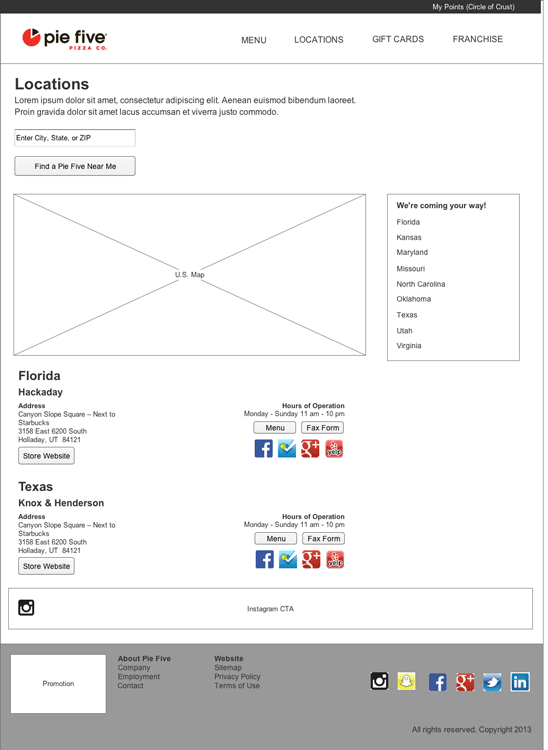 My Points (Circle of Crust)
pie five
PIZZA CO.
MENU
LOCATIONS
GIFT CARDS
FRANCHISE
Locations
Lorem ipsum dolor sit amet, consectetur adipiscing elit. Aenean euismod bibendum laoreet.
Proin gravida dolor sit amet lacus accumsan et viverra justo commodo.
Enter City, State, or ZIP
Find a Pie Five Near Me
U.S. Map
We're coming your way!
Florida
Kansas
Maryland
Missouri
North Carolina
Oklahoma
Texas
Utah
Virginia
Florida
Hackaday
Address
Canyon Slope Square – Next to
Starbucks
3158 East 6200 South
Holladay, UT 84121
Store Website
Hours of Operation
Monday - Sunday 11 am - 10 pm
Menu
Fax Form
yelp
Texas
Knox & Henderson
Address
Canyon Slope Square – Next to
Starbucks
3158 East 6200 South
Holladay, UT 84121
Store Website
Hours of Operation
Monday - Sunday 11 am - 10 pm
Menu
Fax Form
yelp
Instagram CTA
Promotion
About Pie Five
Company
Employment
Contact
Website
Sitemap
Privacy Policy
Terms of Use
All rights reserved, Copyright 2013